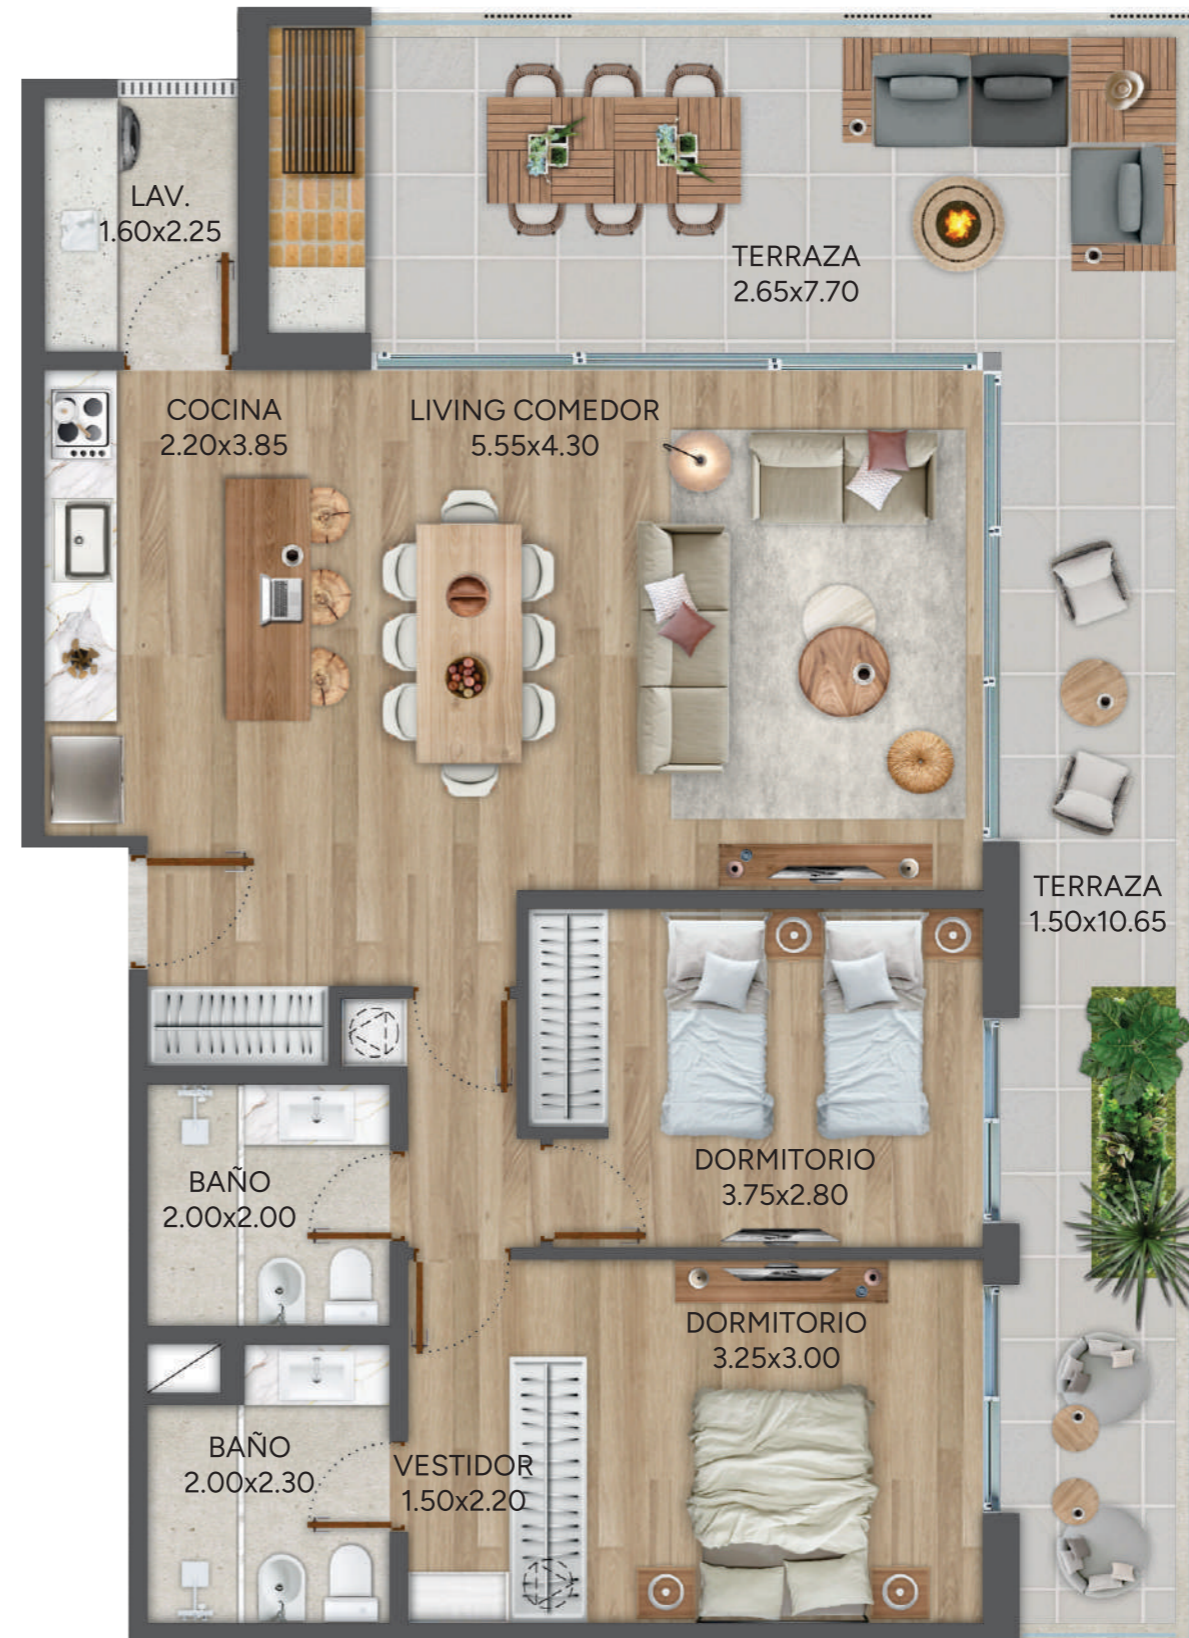 LAV.
1.60x2.25
TERRAZA
2.65x7.70
COCINA
2.20x3.85
LIVING COMEDOR
5.55x4.30
TERRAZA
1.50x10.65
DORMITORIO
3.75x2.80
BAÑO
2.00x2.00
DORMITORIO
3.25x3.00
BAÑO
2.00x2.30
VESTIDOR
1.50x2.20